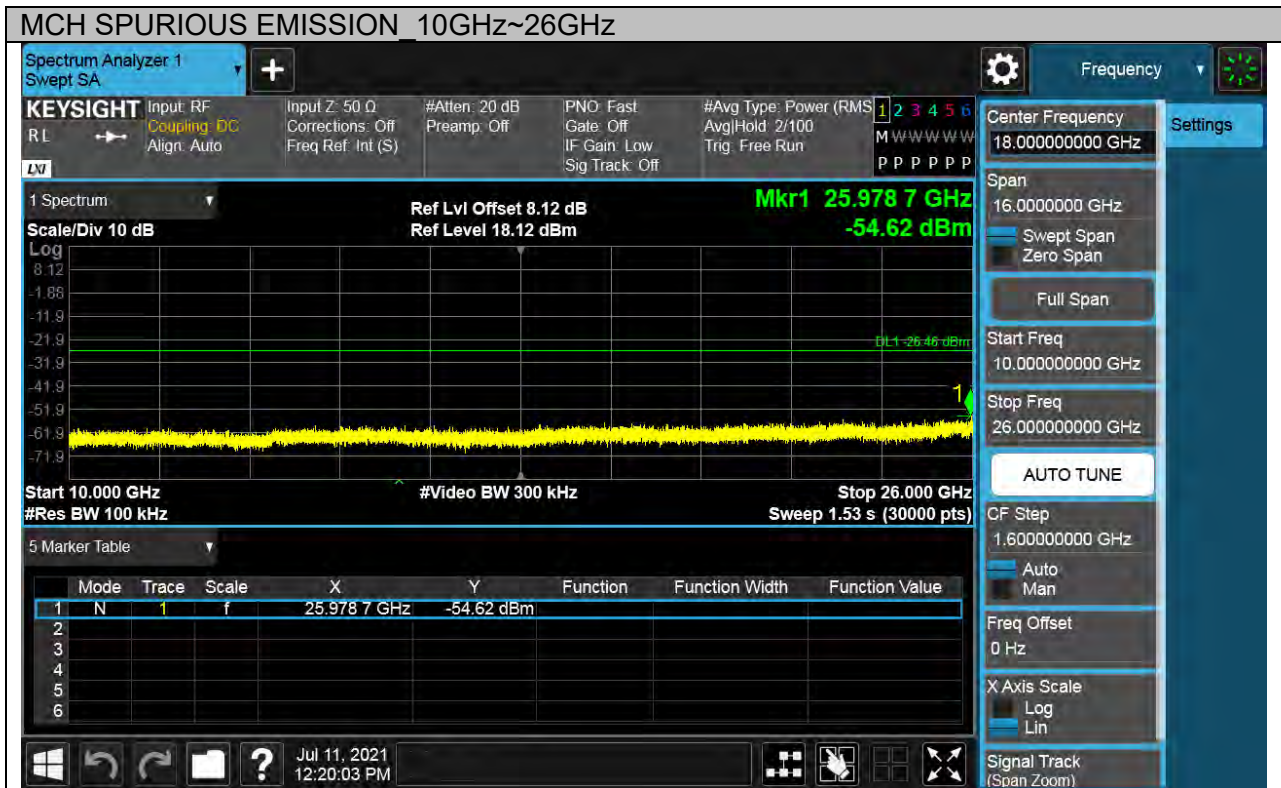 MCH SPURIOUS EMISSION_10GHz~26GHz
Spectrum Analyzer 1
Swept SA
+
Frequency
KEYSIGHT
RL
LXI
Input: RF
Coupling: DC
Align: Auto
Input Z: 50 Ω
Corrections: Off
Freq Ref: Int (S)
#Atten: 20 dB
Preamp: Off
PNO: Fast
Gate: Off
IF Gain: Low
Sig Track: Off
#Avg Type: Power (RMS
Avg|Hold: 2/100
Trig: Free Run
1 2 3 4 5 6
M W W W W W
P P P P P P
1 Spectrum
Scale/Div 10 dB
Ref Lvl Offset 8.12 dB
Ref Level 18.12 dBm
Mkr1 25.978 7 GHz
-54.62 dBm
Log
8.12
-1.88
-11.9
-21.9
-31.9
-41.9
-51.9
-61.9
-71.9
DL1 -26.46 dBm
1
Start 10.000 GHz
#Res BW 100 kHz
#Video BW 300 kHz
Stop 26.000 GHz
Sweep 1.53 s (30000 pts)
5 Marker Table
Mode Trace Scale X Y Function Function Width Function Value
1 N 1 f 25.978 7 GHz -54.62 dBm
2
3
4
5
6
?
Jul 11, 2021
12:20:03 PM
Center Frequency
18.000000000 GHz
Settings
Span
16.0000000 GHz
Swept Span
Zero Span
Full Span
Start Freq
10.000000000 GHz
Stop Freq
26.000000000 GHz
AUTO TUNE
CF Step
1.600000000 GHz
Auto
Man
Freq Offset
0 Hz
X Axis Scale
Log
Lin
Signal Track
(Span Zoom)